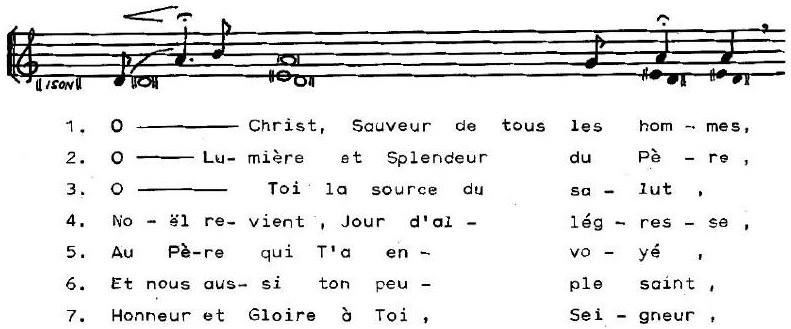 ISON
1. O ——— Christ, Sauveur de tous les hom - mes,
2. O —— Lu- mière et Splendeur du Pè - re ,
3. O ——— Toi la source du sa - lut ,
4. No - ël re- vient , Jour d'al - lég - res - se ,
5. Au Pè-re qui T'a en - vo - yé ,
6. Et nous aus- si ton peu - ple saint ,
7. Honneur et Gloire à Toi , Sei - gneur ,